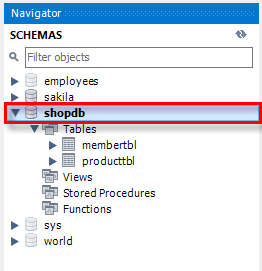 Navigator
SCHEMAS
Filter objects
employees
sakila
shopdb
Tables
membertbl
producttbl
Views
Stored Procedures
Functions
sys
world